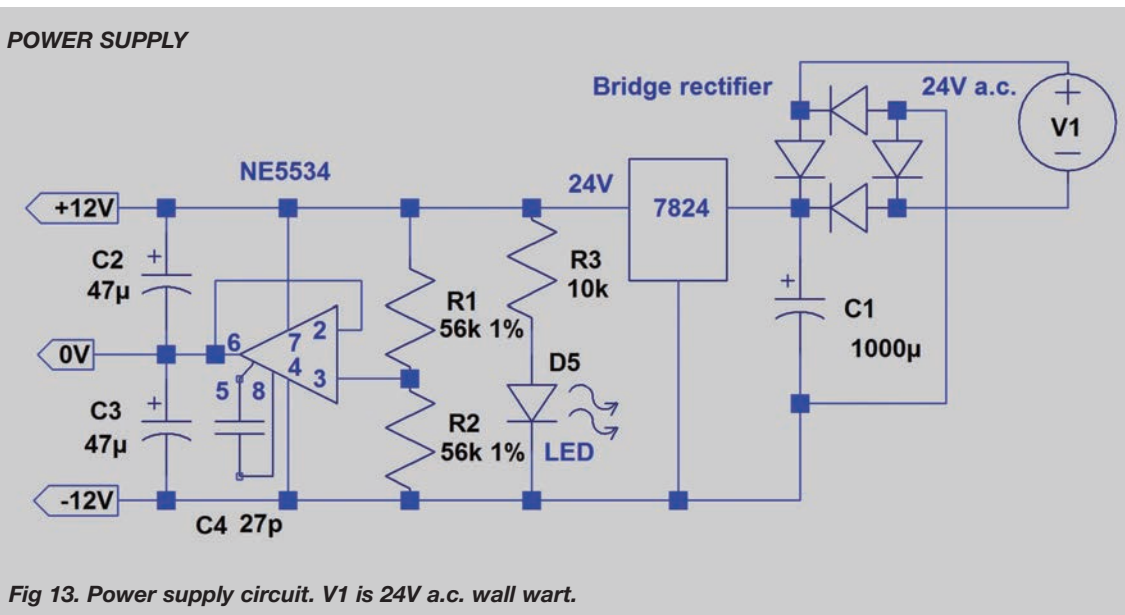 POWER SUPPLY
Bridge rectifier
24V a.c.
+
V1
−
NE5534
24V
7824
+12V
C2
47µ
+
R3
10k
+
C1
1000µ
R1
56k 1%
6
7
2
4
3
0V
5
8
D5
LED
C3
47µ
+
R2
56k 1%
-12V
C4 27p
Fig 13. Power supply circuit. V1 is 24V a.c. wall wart.